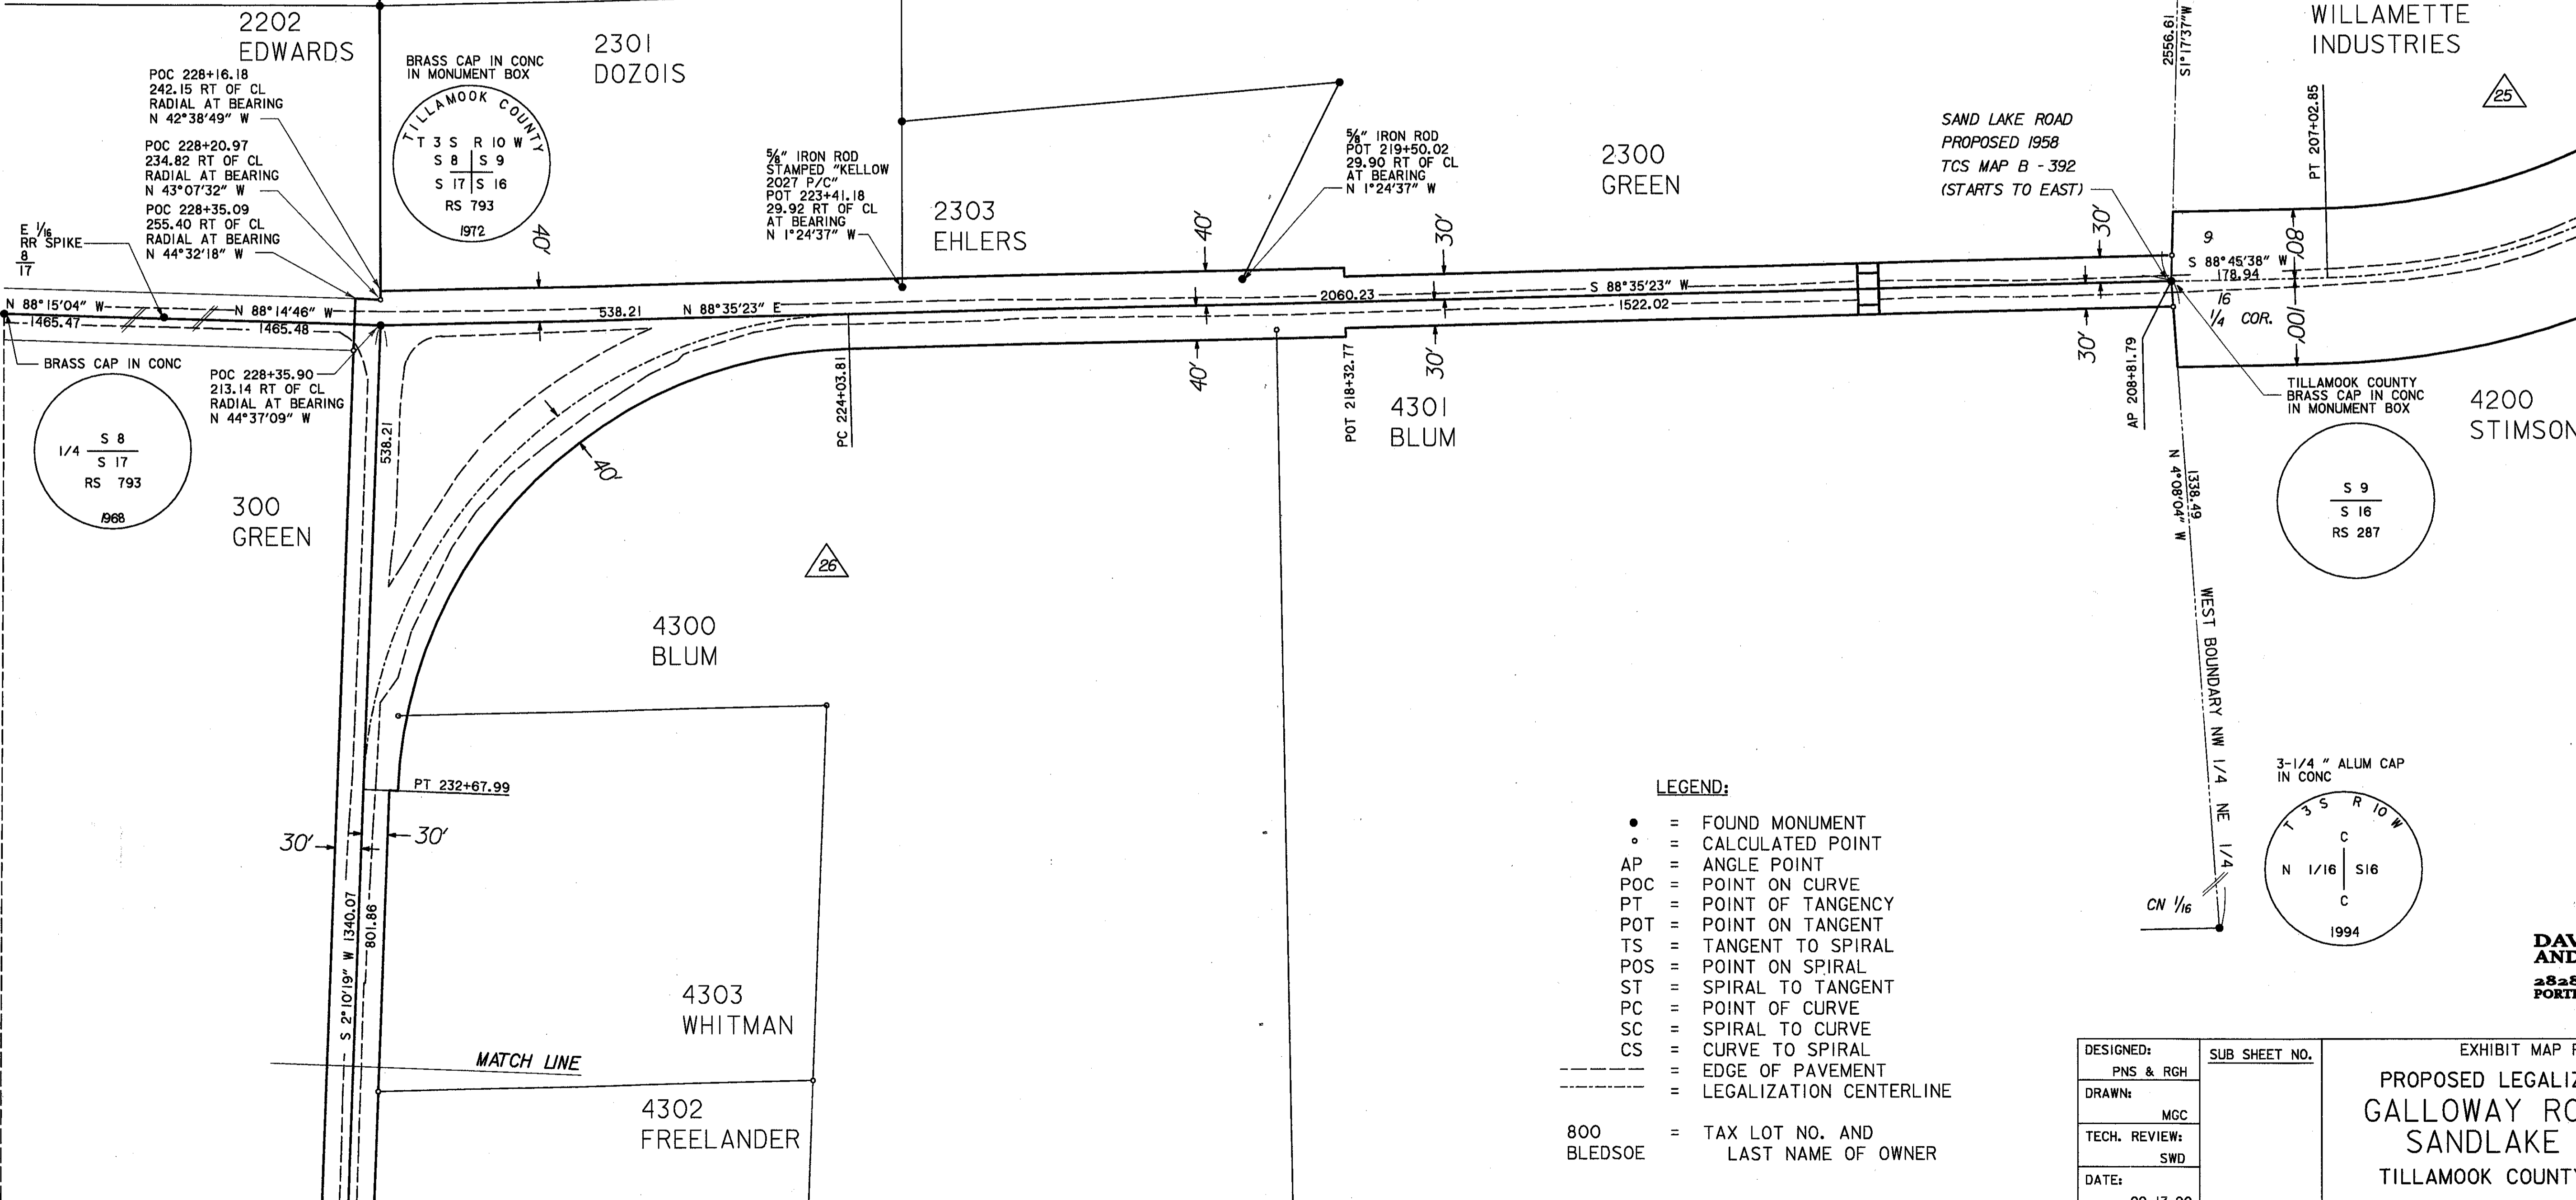 2202
EDWARDS
POC 228+16.18
242.15 RT OF CL
RADIAL AT BEARING
N 42°38'49" W
POC 228+20.97
234.82 RT OF CL
RADIAL AT BEARING
N 43°07'32" W
POC 228+35.09
255.40 RT OF CL
RADIAL AT BEARING
N 44°32'18" W
E 1/16
RR SPIKE
8
17
N 88°15'04" W
1465.47
N 88°14'46" W
1465.48
BRASS CAP IN CONC
1/4
S 8
S 17
RS 793
1968
POC 228+35.90
213.14 RT OF CL
RADIAL AT BEARING
N 44°37'09" W
300
GREEN
2301
DOZOIS
BRASS CAP IN CONC
IN MONUMENT BOX
TILLAMOOK COUNTY
T 3 S R 10 W
S 8 S 9
S 17 S 16
RS 793
1972
40'
5/8" IRON ROD
STAMPED "KELLOW
2027 P/C"
POT 223+41.18
29.92 RT OF CL
AT BEARING
N 1°24'37" W
2303
EHLERS
538.21
N 88°35'23" E
538.21
40'
PC 224+03.81
40'
40'
5/8" IRON ROD
POT 219+50.02
29.90 RT OF CL
AT BEARING
N 1°24'37" W
2300
GREEN
30'
2060.23
S 88°35'23" W
1522.02
30'
POT 218+32.77
4301
BLUM
SAND LAKE ROAD
PROPOSED 1958
TCS MAP B - 392
(STARTS TO EAST)
30'
30'
2556.61
S1°17'37"W
WILLAMETTE
INDUSTRIES
25
PT 207+02.85
9
S 88°45'38" W
178.94
16
1/4 COR.
80'
100'
AP 208+81.79
TILLAMOOK COUNTY
BRASS CAP IN CONC
IN MONUMENT BOX
4200
STIMSON
S 9
S 16
RS 287
N 4°08'04" W
1338.49
WEST BOUNDARY NW 1/4 NE 1/4
CN 1/16
3-1/4 " ALUM CAP
IN CONC
T 3 S R 10 W
C
N 1/16 S16
C
1994
26
4300
BLUM
PT 232+67.99
30'
30'
S 2°10'19" W 1340.07
801.86
4303
WHITMAN
MATCH LINE
4302
FREELANDER
LEGEND:
= FOUND MONUMENT
= CALCULATED POINT
AP = ANGLE POINT
POC = POINT ON CURVE
PT = POINT OF TANGENCY
POT = POINT ON TANGENT
TS = TANGENT TO SPIRAL
POS = POINT ON SPIRAL
ST = SPIRAL TO TANGENT
PC = POINT OF CURVE
SC = SPIRAL TO CURVE
CS = CURVE TO SPIRAL
= EDGE OF PAVEMENT
= LEGALIZATION CENTERLINE
800 = TAX LOT NO. AND
BLEDSOE LAST NAME OF OWNER
DAV
AND
2828
PORT
DESIGNED:
PNS & RGH
DRAWN:
MGC
TECH. REVIEW:
SWD
DATE:
SUB SHEET NO.
EXHIBIT MAP
PROPOSED LEGALIZ
GALLOWAY RO
SANDLAKE
TILLAMOOK COUNTY